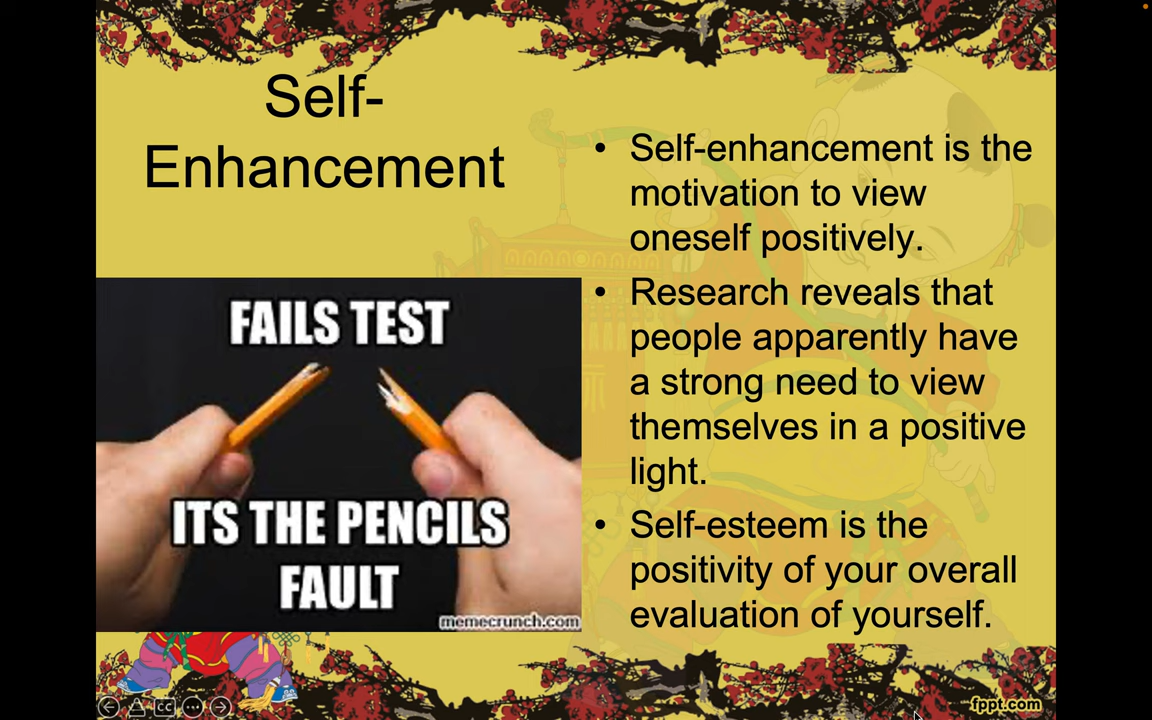 Self-
Enhancement
FAILS TEST
ITS THE PENCILS
FAULT
memecrunch.com
• Self-enhancement is the
motivation to view
oneself positively.
• Research reveals that
people apparently have
a strong need to view
themselves in a positive
light.
• Self-esteem is the
positivity of your overall
evaluation of yourself.
CC
fppt.com